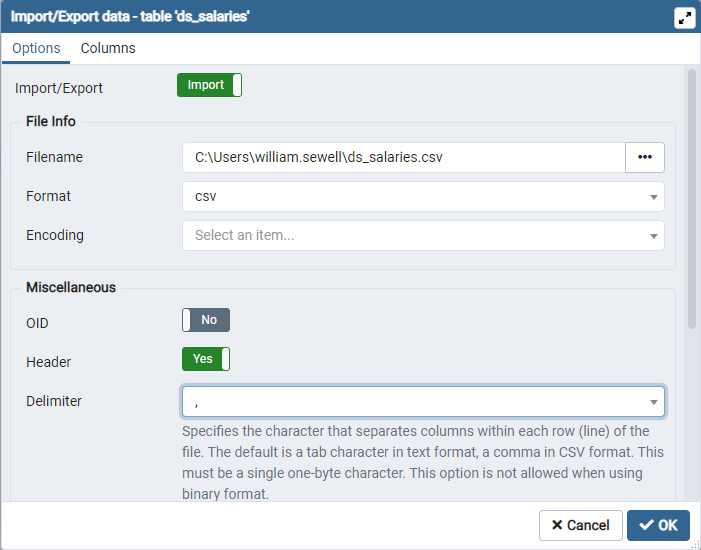 Import/Export data - table 'ds_salaries'
Options Columns
Import/Export Import
File Info
Filename C:\Users\william.sewell\ds_salaries.csv •••
Format csv
Encoding Select an item...
Miscellaneous
OID No
Header Yes
Delimiter ,
Specifies the character that separates columns within each row (line) of the
file. The default is a tab character in text format, a comma in CSV format. This
must be a single one-byte character. This option is not allowed when using
binary format.
Cancel OK